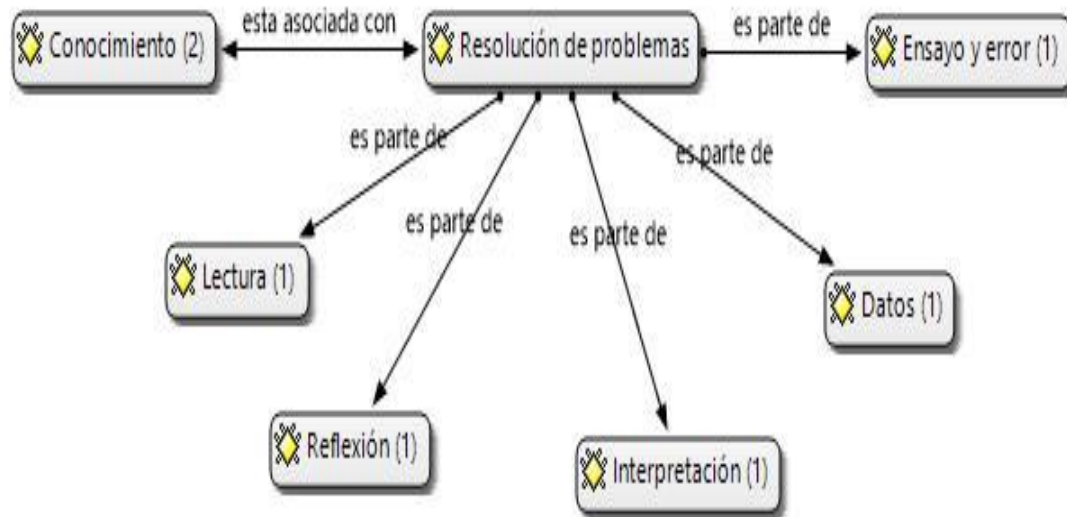 esta asociada con
es parte de
Conocimiento (2)
Resolución de problemas
Ensayo y error (1)
es parte de
es parte de
es parte de
es parte de
Lectura (1)
Datos (1)
Reflexión (1)
Interpretación (1)